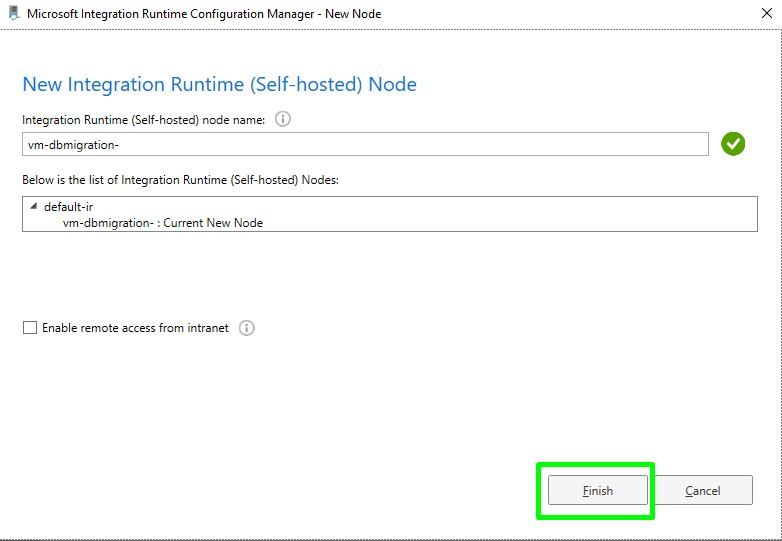 Microsoft Integration Runtime Configuration Manager - New Node
New Integration Runtime (Self-hosted) Node
Integration Runtime (Self-hosted) node name:
vm-dbmigration-
Below is the list of Integration Runtime (Self-hosted) Nodes:
default-ir
vm-dbmigration- : Current New Node
Enable remote access from intranet
Finish Cancel